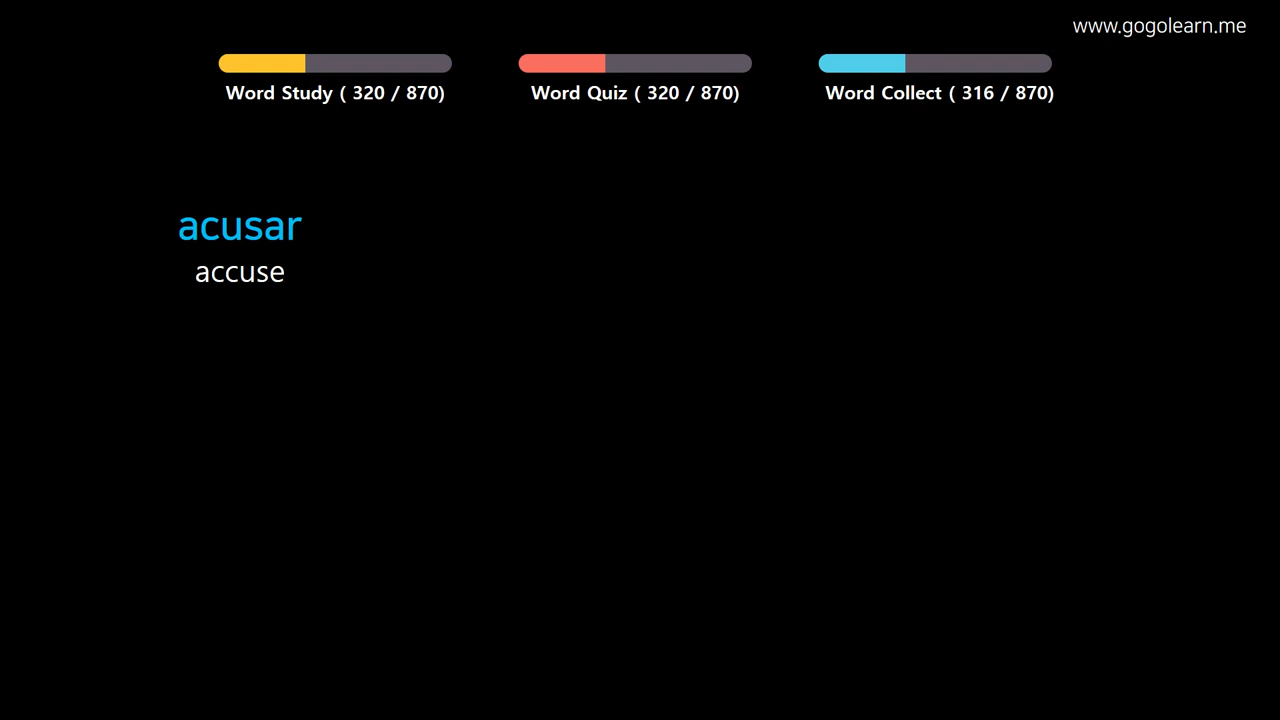 www.gogolearn.me
Word Study ( 320 / 870)
Word Quiz ( 320 / 870)
Word Collect ( 316 / 870)
acusar
accuse